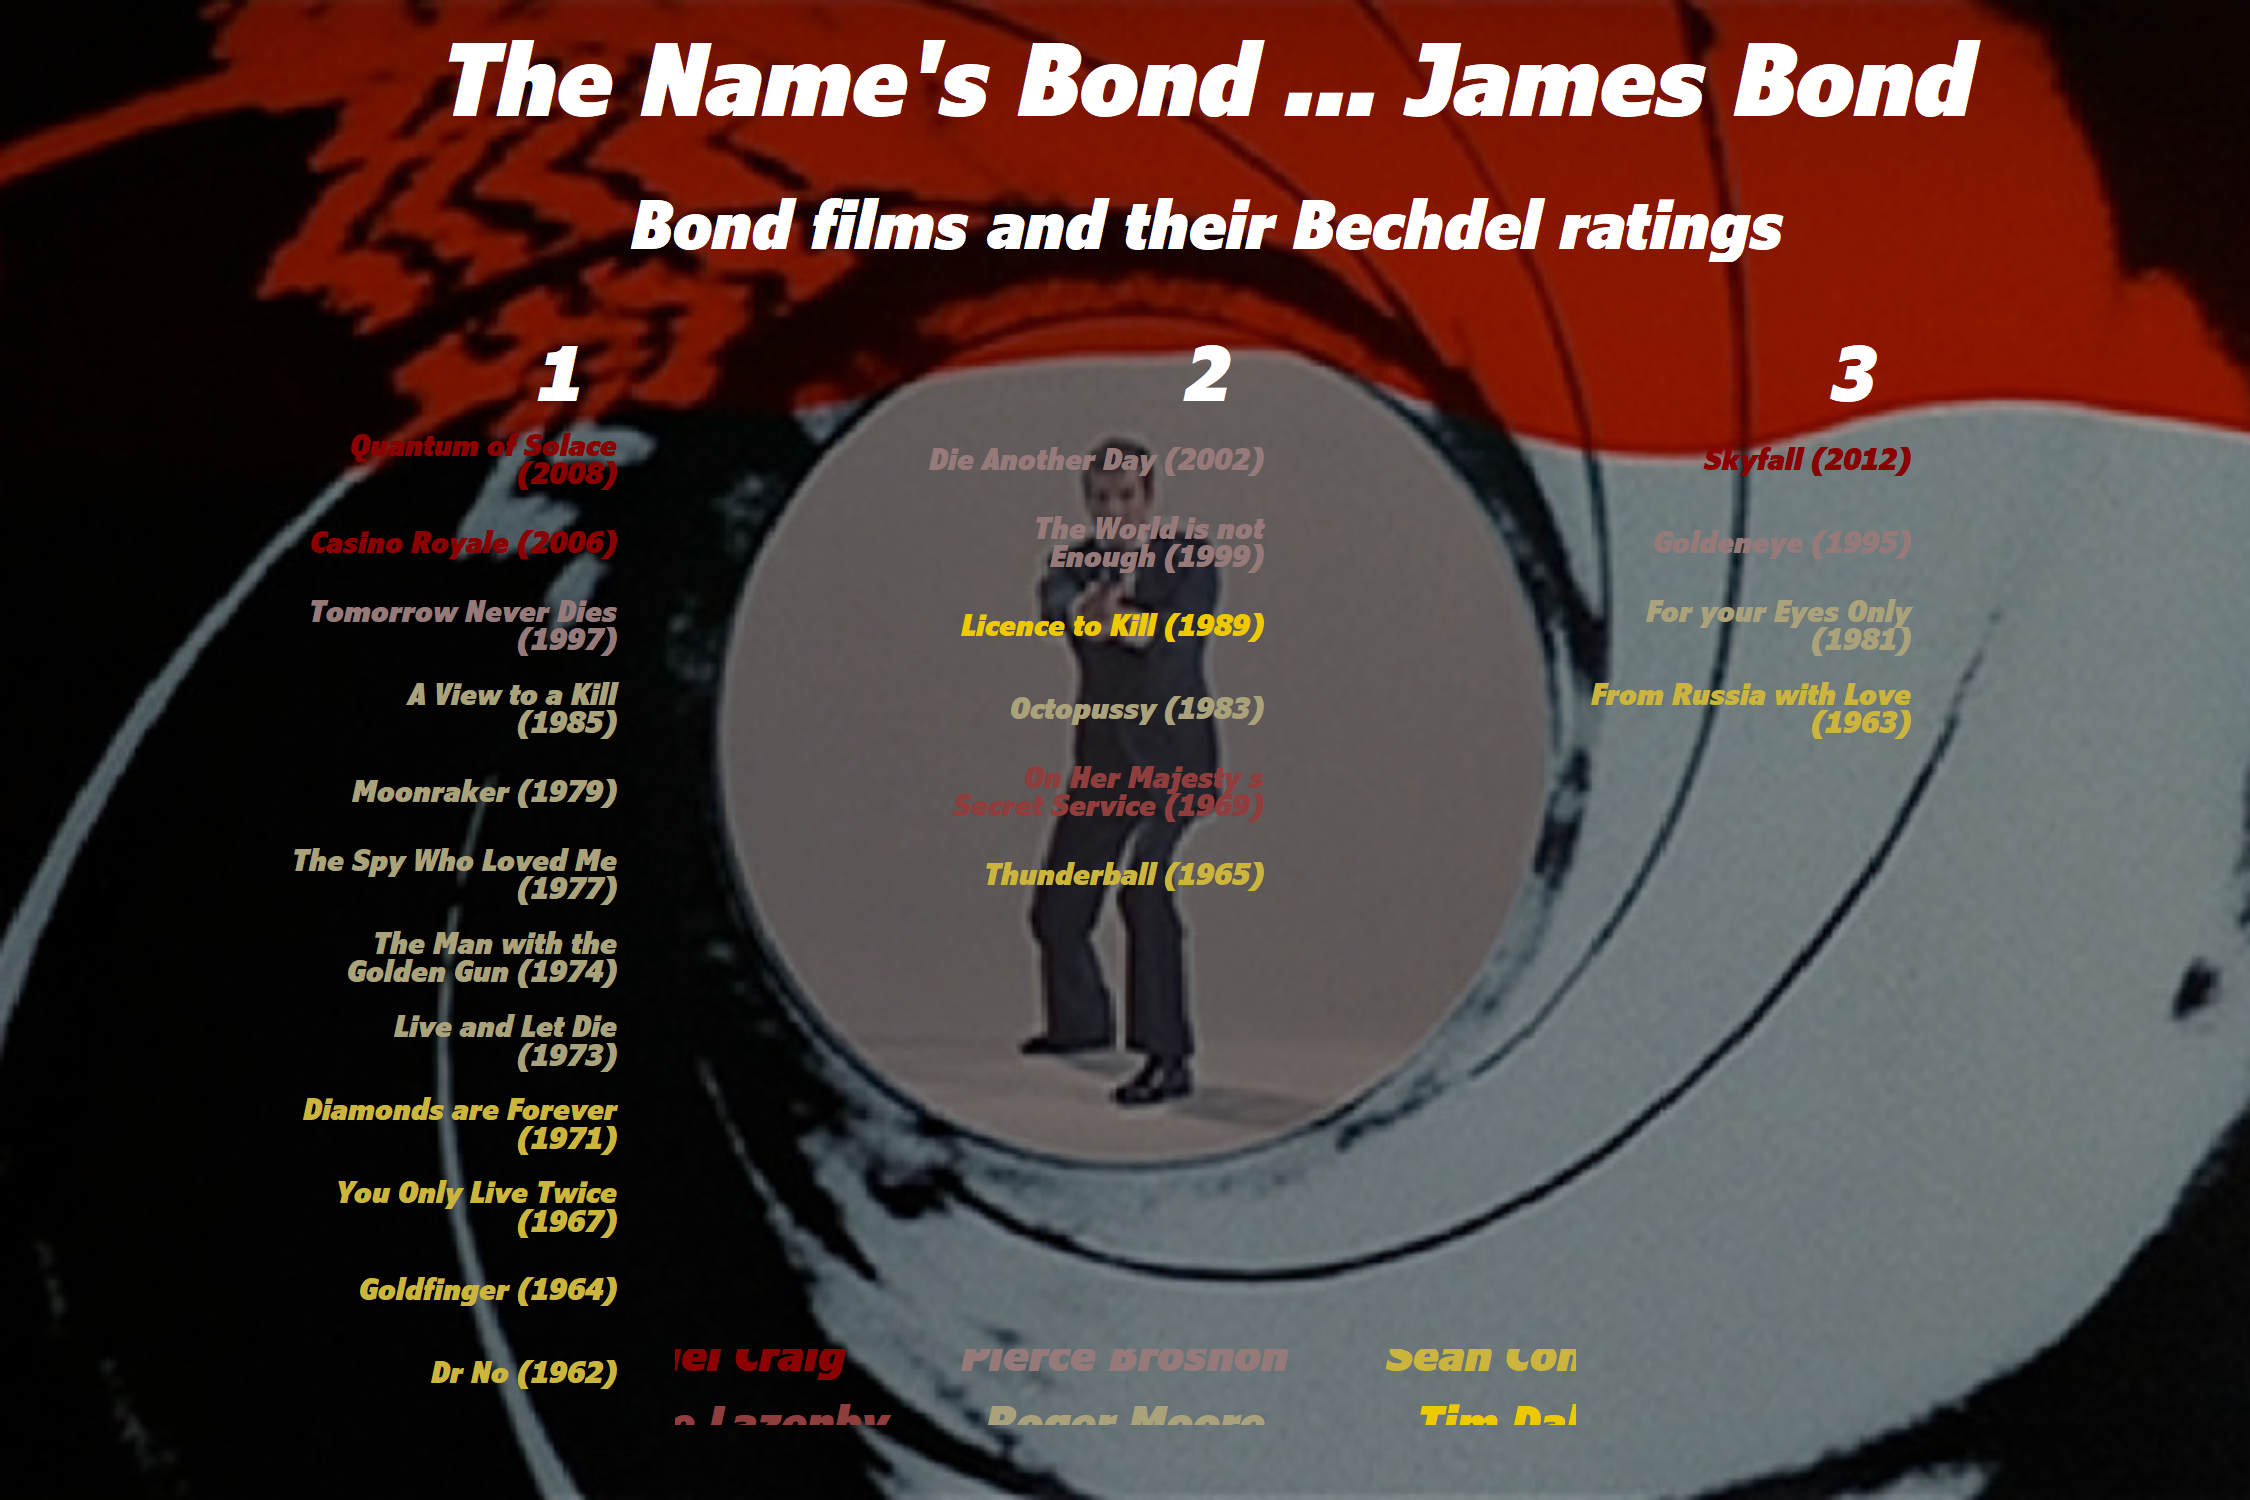 The Name's Bond ... James Bond
Bond films and their Bechdel ratings
1
Quantum of Solace
(2008)
Casino Royale (2006)
Tomorrow Never Dies
(1997)
A View to a Kill
(1985)
Moonraker (1979)
The Spy Who Loved Me
(1977)
The Man with the
Golden Gun (1974)
Live and Let Die
(1973)
Diamonds are Forever
(1971)
You Only Live Twice
(1967)
Goldfinger (1964)
Dr No (1962)
2
Die Another Day (2002)
The World is not
Enough (1999)
Licence to Kill (1989)
Octopussy (1983)
On Her Majesty s
Secret Service (1969)
Thunderball (1965)
3
Skyfall (2012)
Goldeneye (1995)
For your Eyes Only
(1981)
From Russia with Love
(1963)
Craig Pierce Brosnon Sean
Lazenby Roger Moore Tim